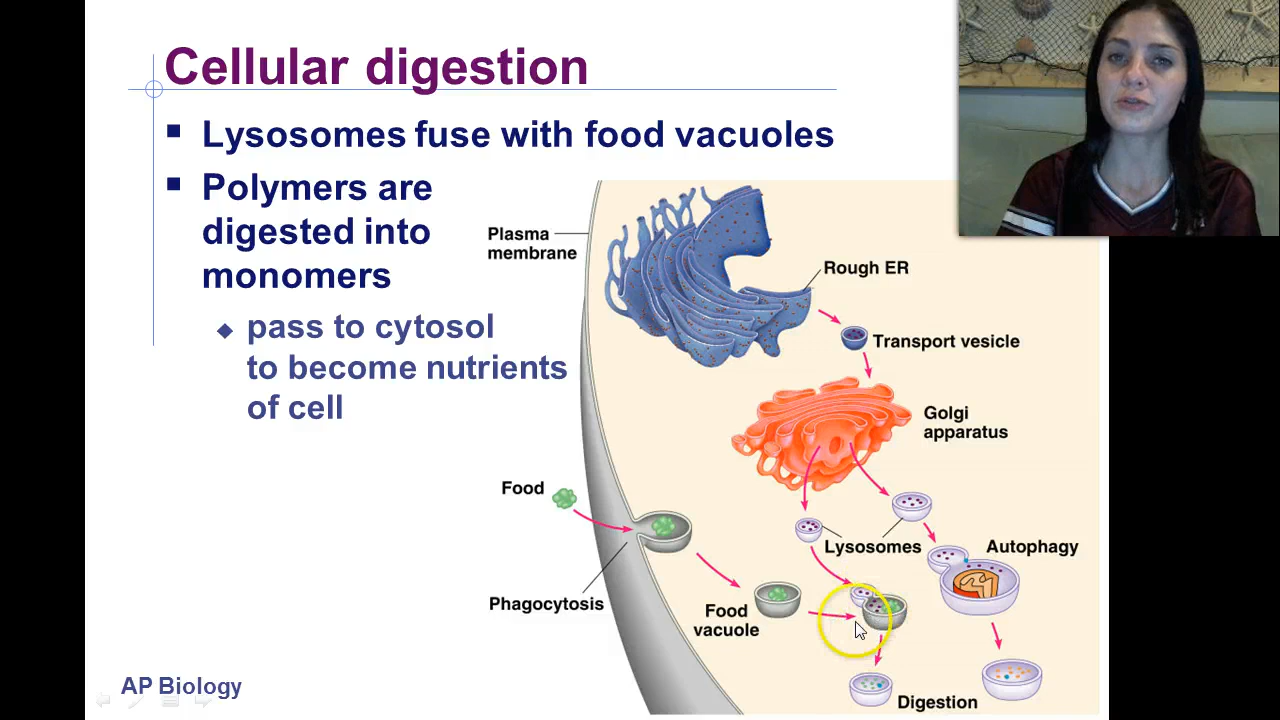 Cellular digestion
Lysosomes fuse with food vacuoles
Polymers are
digested into
monomers
pass to cytosol
to become nutrients
of cell
Plasma
membrane
Rough ER
Transport vesicle
Golgi
apparatus
Food
Lysosomes
Autophagy
Phagocytosis
Food
vacuole
Digestion
AP Biology